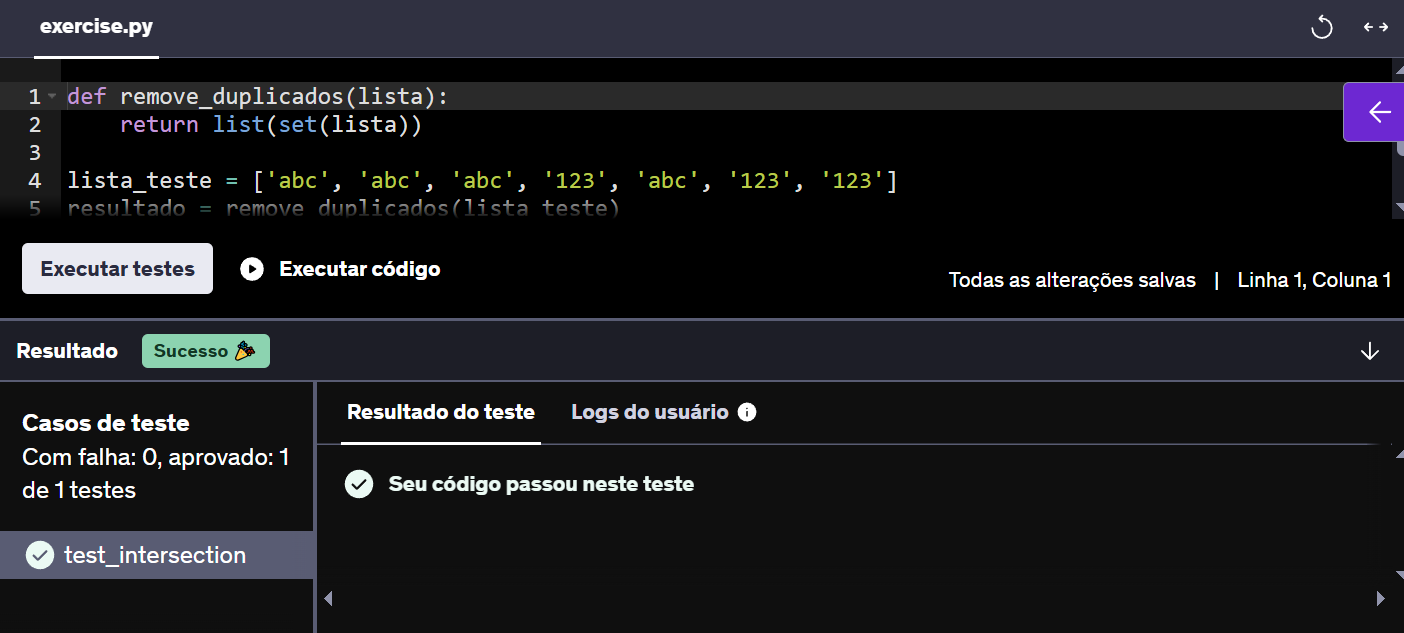 exercise.py
1 def remove_duplicados(lista):
2     return list(set(lista))
3
4 lista_teste = ['abc', 'abc', 'abc', '123', 'abc', '123', '123']
5 resultado = remove_duplicados(lista_teste)
Executar testes Executar código
Todas as alterações salvas | Linha 1, Coluna 1
Resultado Sucesso
Casos de teste
Com falha: 0, aprovado: 1
de 1 testes
test_intersection
Resultado do teste Logs do usuário
Seu código passou neste teste